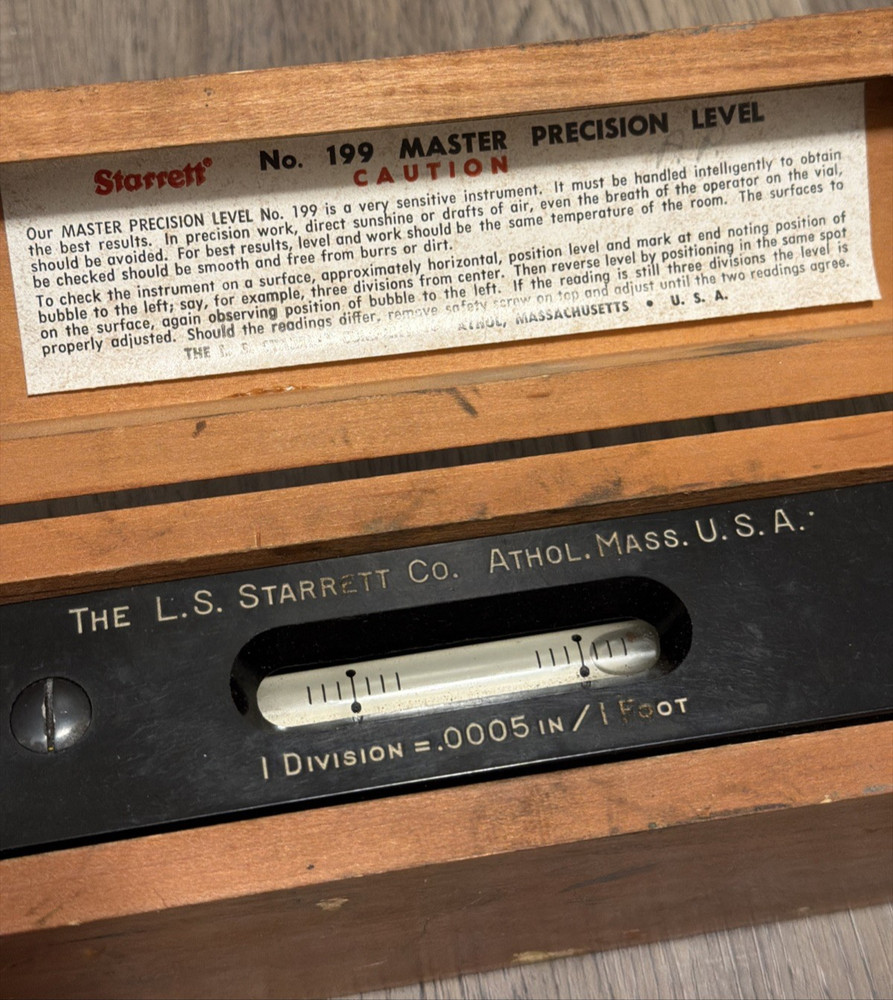 Starrett® No. 199 MASTER PRECISION LEVEL
CAUTION
Our MASTER PRECISION LEVEL No. 199 is a very sensitive instrument. It must be handled intelligently to obtain
the best results. In precision work, direct sunshine or drafts of air, even the breath of the operator on the vial,
should be avoided. For best results, level and work should be the same temperature of the room. The surfaces to
be checked should be smooth and free from burrs or dirt.
To check the instrument on a surface, approximately horizontal, position level and mark at end noting position of
bubble to the left; say, for example, three divisions from center. Then reverse level by positioning in the same spot
on the surface, again observing position of bubble to the left. If the reading is still three divisions the level is
properly adjusted. Should the readings differ, remove safety screw on top and adjust until the two readings agree.
THE L. S. STARRETT COMPANY ATHOL, MASSACHUSETTS • U. S. A.
THE L.S. STARRETT CO. ATHOL. MASS. U.S.A.
1 DIVISION = .0005 IN / 1 FOOT